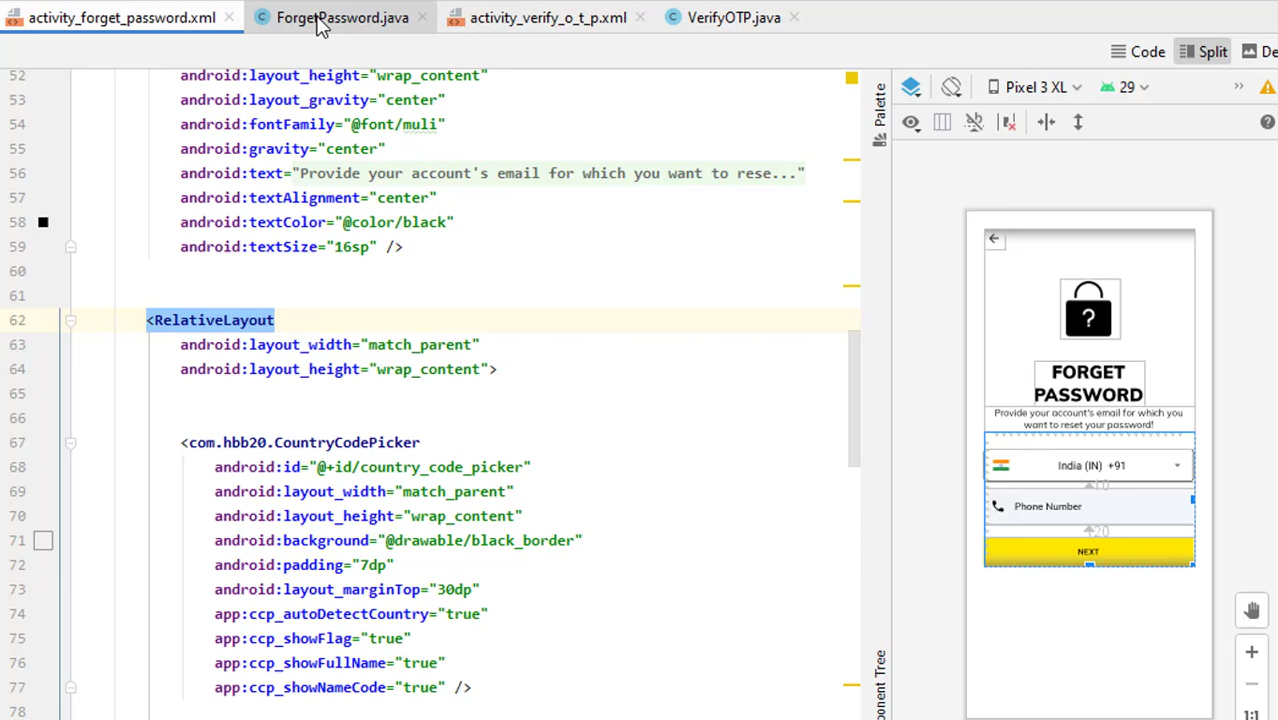 activity_forget_password.xml ForgetPassword.java activity_verify_o_t_p.xml VerifyOTP.java
Code Split De
52 android:layout_height="wrap_content"
53 android:layout_gravity="center"
54 android:fontFamily="@font/muli"
55 android:gravity="center"
56 android:text="Provide your account's email for which you want to rese..."
57 android:textAlignment="center"
58 android:textColor="@color/black"
59 android:textSize="16sp" />
60
61
62 <RelativeLayout
63 android:layout_width="match_parent"
64 android:layout_height="wrap_content">
65
66
67 <com.hbb20.CountryCodePicker
68 android:id="@+id/country_code_picker"
69 android:layout_width="match_parent"
70 android:layout_height="wrap_content"
71 android:background="@drawable/black_border"
72 android:padding="7dp"
73 android:layout_marginTop="30dp"
74 app:ccp_autoDetectCountry="true"
75 app:ccp_showFlag="true"
76 app:ccp_showFullName="true"
77 app:ccp_showNameCode="true" />
78
Palette
onent Tree
Pixel 3 XL 29
?
FORGET
PASSWORD
Provide your account's email for which you
want to reset your password!
India (IN) +91
10
Phone Number
20
NEXT
1:1